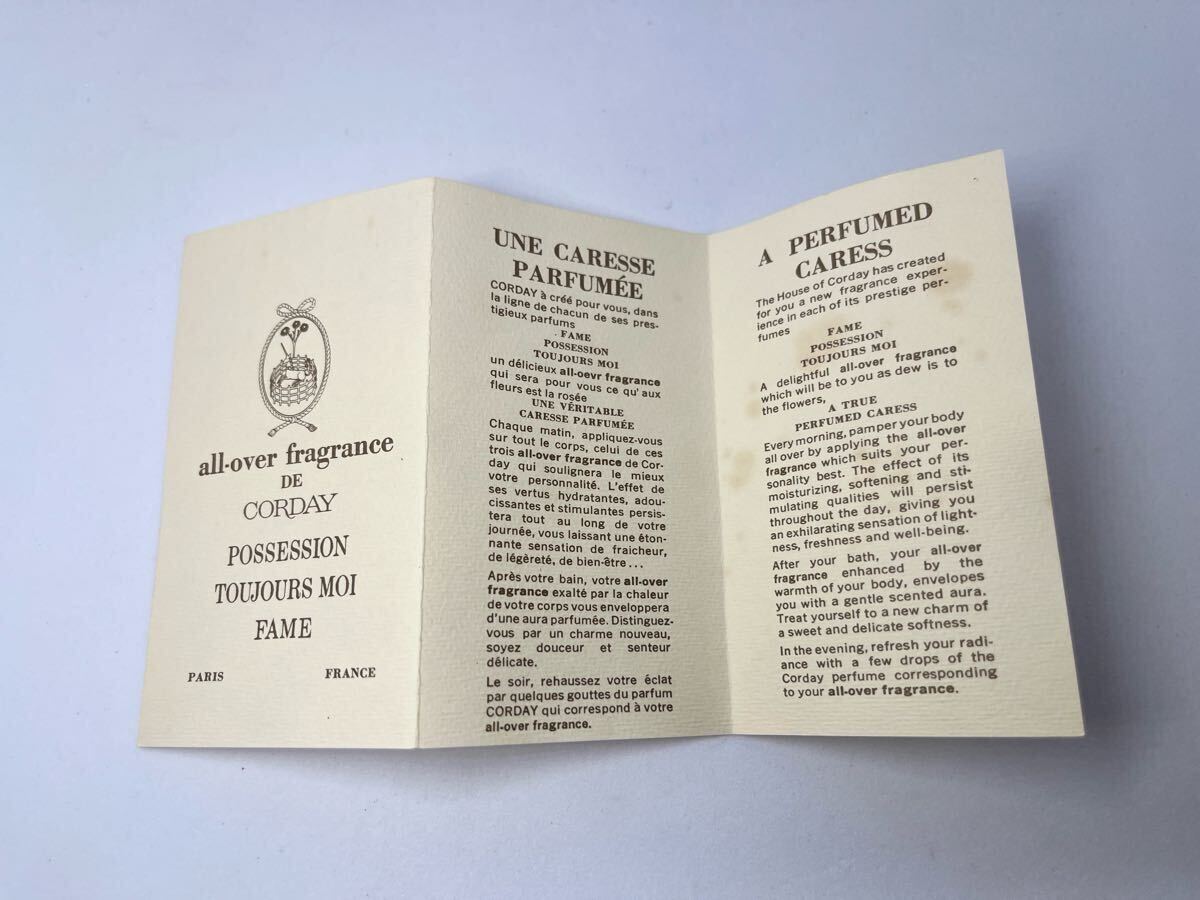 all-over fragrance
DE
CORDAY
POSSESSION
TOUJOURS MOI
FAME
PARIS FRANCE
UNE CARESSE
PARFUMÉE
CORDAY à créé pour vous, dans
la ligne de chacun de ses pres-
tigieux parfums
FAME
POSSESSION
TOUJOURS MOI
un délicieux all-oevr fragrance
qui sera pour vous ce qu'aux
fleurs est la rosée
UNE VÉRITABLE
CARESSE PARFUMÉE
Chaque matin, appliquez-vous
sur tout le corps, celui de ces
trois all-over fragrance de Cor-
day qui soulignera le mieux
votre personnalité. L'effet de
ses vertus hydratantes, adou-
cissantes et stimulantes persis-
tera tout au long de votre
journée, vous laissant une éton-
nante sensation de fraicheur,
de légèreté, de bien-être...
Après votre bain, votre all-over
fragrance exalté par la chaleur
de votre corps vous enveloppera
d'une aura parfumée. Distinguez-
vous par un charme nouveau,
soyez douceur et senteur
délicate.
Le soir, rehaussez votre éclat
par quelques gouttes du parfum
CORDAY qui correspond à votre
all-over fragrance.
A PERFUMED
CARESS
The House of Corday has created
for you a new fragrance exper-
ience in each of its prestige per-
fumes
FAME
POSSESSION
TOUJOURS MOI
A delightful all-over fragrance
which will be to you as dew is to
the flowers,
A TRUE
PERFUMED CARESS
Every morning, pamper your body
all over by applying the all-over
fragrance which suits your per-
sonality best. The effect of its
moisturizing, softening and sti-
mulating qualities will persist
throughout the day, giving you
an exhilarating sensation of light-
ness, freshness and well-being.
After your bath, your all-over
fragrance enhanced by the
warmth of your body, envelopes
you with a gentle scented aura.
Treat yourself to a new charm of
a sweet and delicate softness.
In the evening, refresh your radi-
ance with a few drops of the
Corday perfume corresponding
to your all-over fragrance.